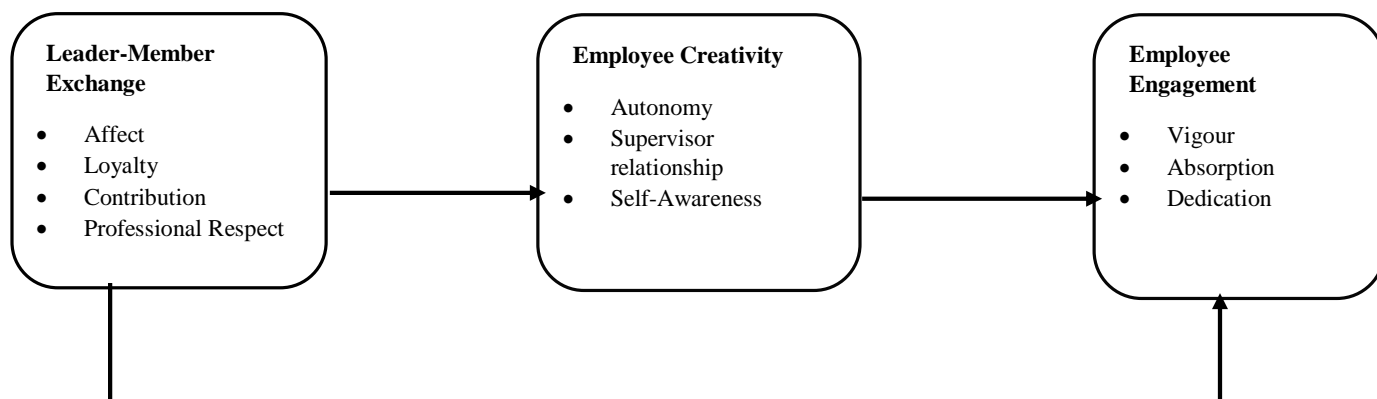 Leader-Member
Exchange
• Affect
• Loyalty
• Contribution
• Professional Respect
Employee Creativity
• Autonomy
• Supervisor
relationship
• Self-Awareness
Employee
Engagement
• Vigour
• Absorption
• Dedication